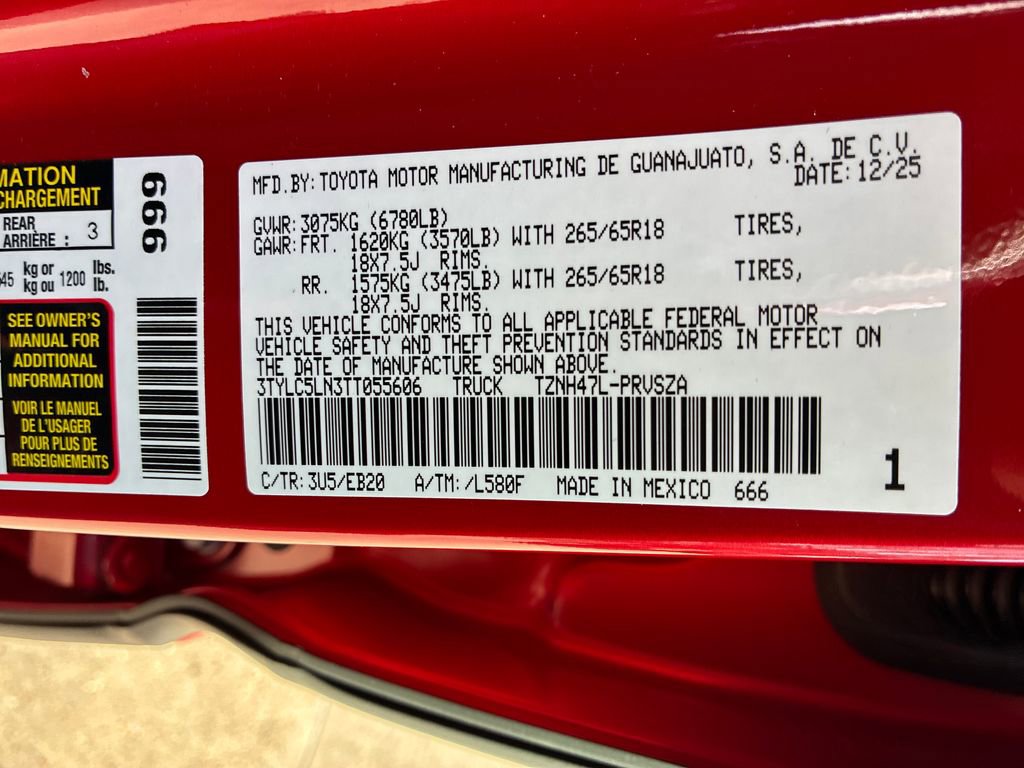 MATION
CHARGEMENT
REAR
ARRIÈRE : 3
545 kg or 1200 lbs.
kg ou lb.
SEE OWNER'S
MANUAL FOR
ADDITIONAL
INFORMATION
VOIR LE MANUEL
DE L'USAGER
POUR PLUS DE
RENSEIGNEMENTS
666
MFD.BY:TOYOTA MOTOR MANUFACTURING DE GUANAJUATO, S.A. DE C.V.
DATE:12/25
GVWR:3075KG (6780LB)
GAWR:FRT. 1620KG (3570LB) WITH 265/65R18 TIRES,
18X7.5J RIMS.
RR. 1575KG (3475LB) WITH 265/65R18 TIRES,
18X7.5J RIMS.
THIS VEHICLE CONFORMS TO ALL APPLICABLE FEDERAL MOTOR
VEHICLE SAFETY AND THEFT PREVENTION STANDARDS IN EFFECT ON
THE DATE OF MANUFACTURE SHOWN ABOVE.
3TYLC5LN3TT055606 TRUCK TZNH47L-PRVSZA
C/TR:3U5/EB20 A/TM:/L580F MADE IN MEXICO 666
1